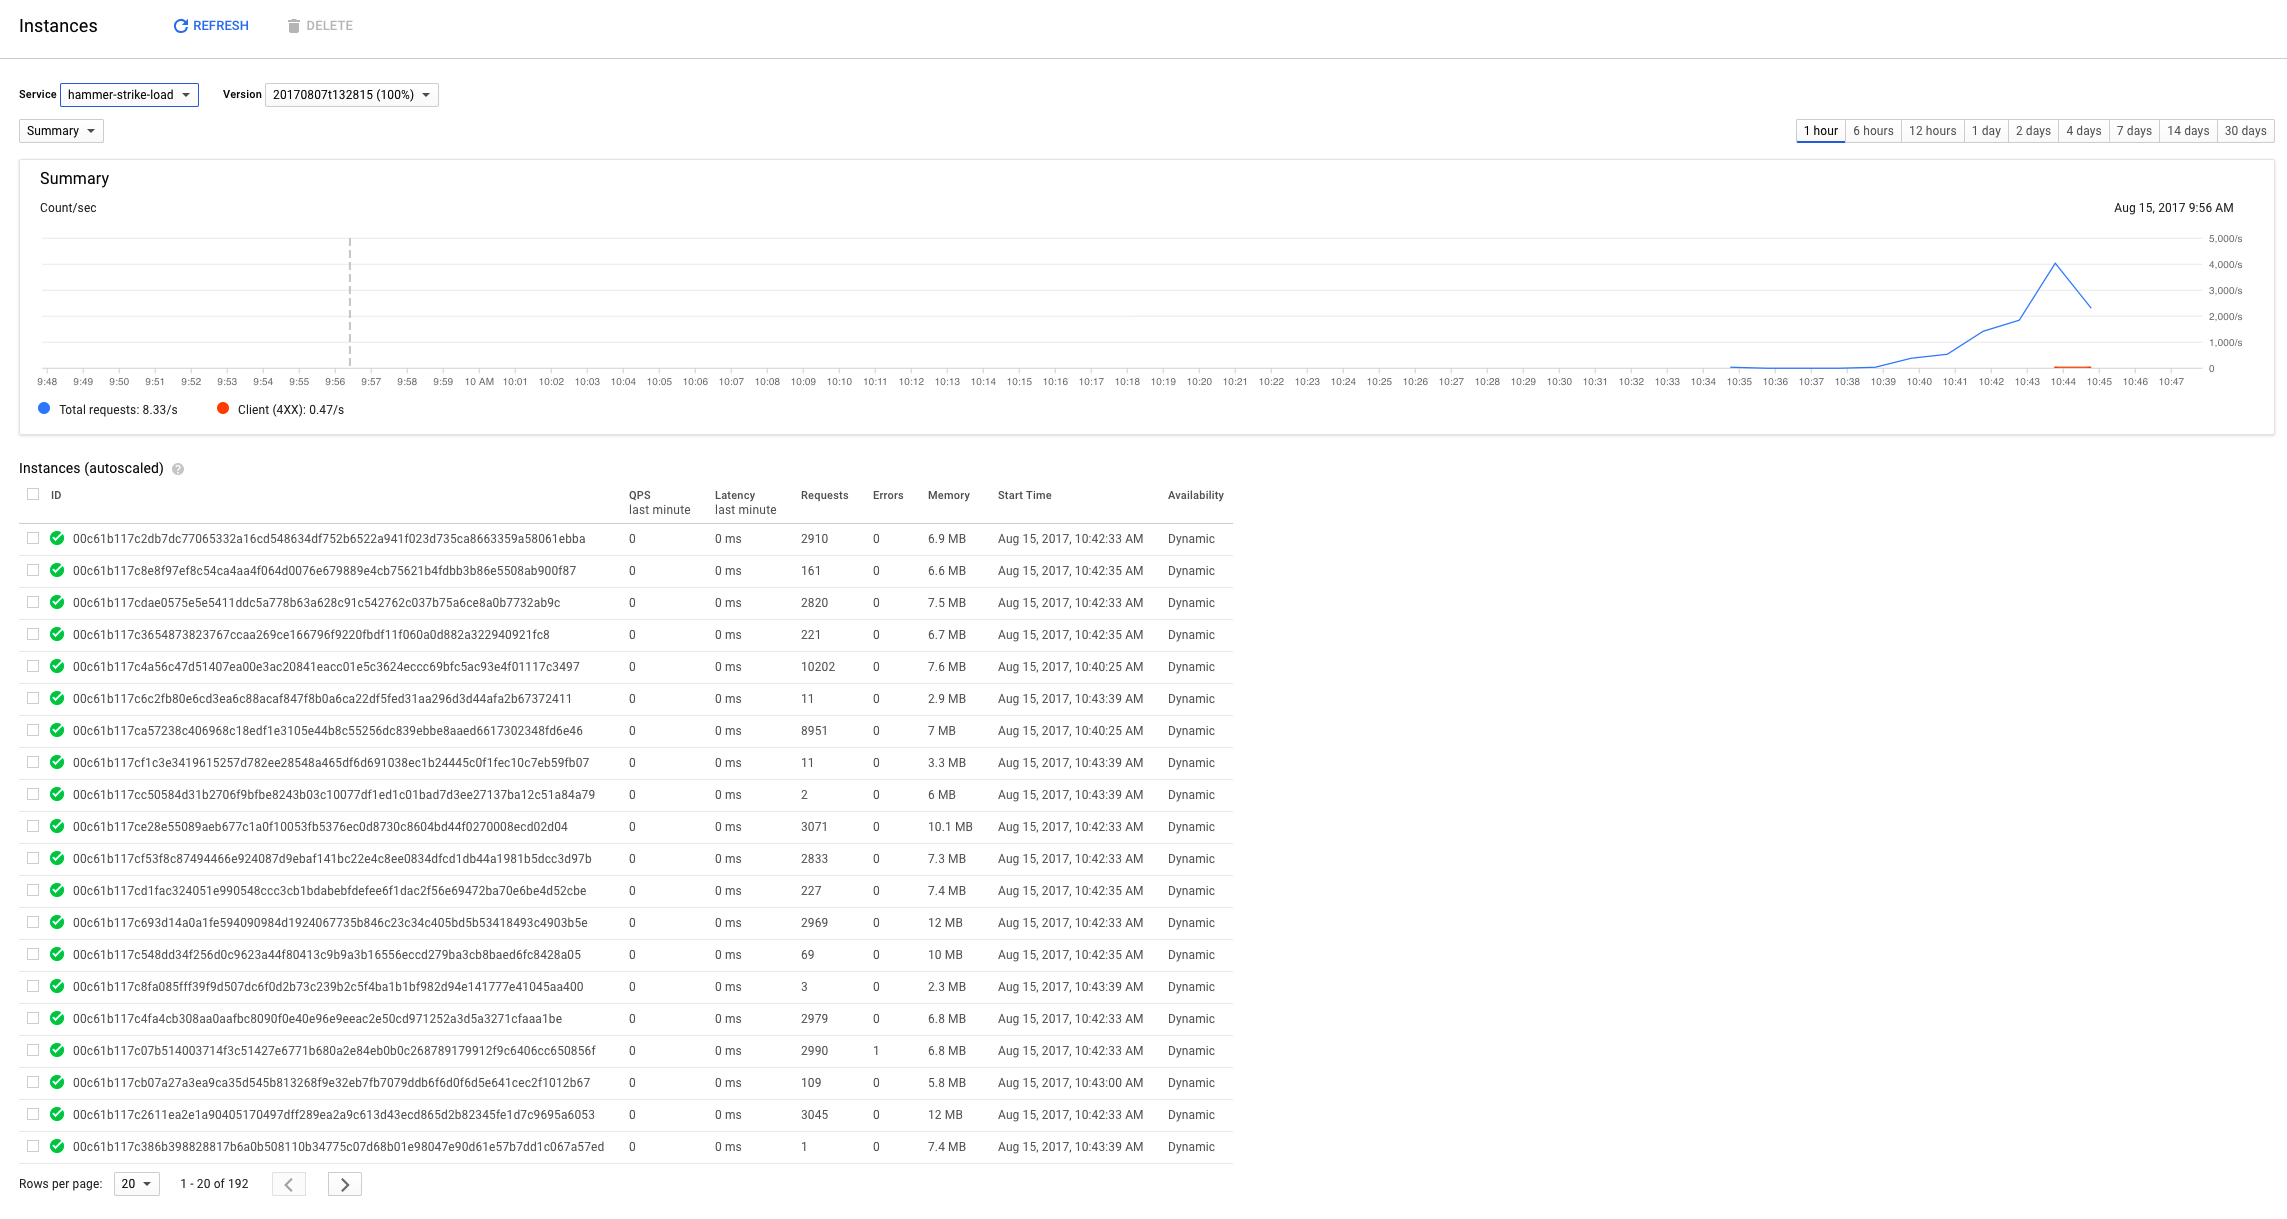 Instances REFRESH DELETE
Service hammer-strike-load Version 20170807t132815 (100%)
Summary 1 hour 6 hours 12 hours 1 day 2 days 4 days 7 days 14 days 30 days
Summary
Count/sec Aug 15, 2017 9:56 AM
5,000/s
4,000/s
3,000/s
2,000/s
1,000/s
0
9:48 9:49 9:50 9:51 9:52 9:53 9:54 9:55 9:56 9:57 9:58 9:59 10 AM 10:01 10:02 10:03 10:04 10:05 10:06 10:07 10:08 10:09 10:10 10:11 10:12 10:13 10:14 10:15 10:16 10:17 10:18 10:19 10:20 10:21 10:22 10:23 10:24 10:25 10:26 10:27 10:28 10:29 10:30 10:31 10:32 10:33 10:34 10:35 10:36 10:37 10:38 10:39 10:40 10:41 10:42 10:43 10:44 10:45 10:46 10:47
Total requests: 8.33/s Client (4XX): 0.47/s
Instances (autoscaled) ?
ID QPS Latency Requests Errors Memory Start Time Availability
last minute last minute
00c61b117c2db7dc77065332a16cd548634df752b6522a941f023d735ca8663359a58061ebba 0 0 ms 2910 0 6.9 MB Aug 15, 2017, 10:42:33 AM Dynamic
00c61b117c8e8f97ef8c54ca4aa4f064d0076e679889e4cb75621b4fdbb3b86e5508ab900f87 0 0 ms 161 0 6.6 MB Aug 15, 2017, 10:42:35 AM Dynamic
00c61b117cdae0575e5e5411ddc5a778b63a628c91c542762c037b75a6ce8a0b7732ab9c 0 0 ms 2820 0 7.5 MB Aug 15, 2017, 10:42:33 AM Dynamic
00c61b117c3654873823767ccaa269ce166796f9220fbdf11f060a0d882a322940921fc8 0 0 ms 221 0 6.7 MB Aug 15, 2017, 10:42:35 AM Dynamic
00c61b117c4a56c47d51407ea00e3ac20841eacc01e5c3624eccc69bfc5ac93e4f01117c3497 0 0 ms 10202 0 7.6 MB Aug 15, 2017, 10:40:25 AM Dynamic
00c61b117c6c2fb80e6cd3ea6c88acaf847f8b0a6ca22df5fed31aa296d3d44afa2b67372411 0 0 ms 11 0 2.9 MB Aug 15, 2017, 10:43:39 AM Dynamic
00c61b117ca57238c406968c18edf1e3105e44b8c55256dc839ebbe8aaed6617302348fd6e46 0 0 ms 8951 0 7 MB Aug 15, 2017, 10:40:25 AM Dynamic
00c61b117cf1c3e3419615257d782ee28548a465df6d691038ec1b24445c0f1fec10c7eb59fb07 0 0 ms 11 0 3.3 MB Aug 15, 2017, 10:43:39 AM Dynamic
00c61b117cc50584d31b2706f9bfbe8243b03c10077df1ed1c01bad7d3ee27137ba12c51a84a79 0 0 ms 2 0 6 MB Aug 15, 2017, 10:43:39 AM Dynamic
00c61b117ce28e55089aeb677c1a0f10053fb5376ec0d8730c8604bd44f0270008ecd02d04 0 0 ms 3071 0 10.1 MB Aug 15, 2017, 10:42:33 AM Dynamic
00c61b117cf53f8c87494466e924087d9ebaf141bc22e4c8ee0834dfcd1db44a1981b5dcc3d97b 0 0 ms 2833 0 7.3 MB Aug 15, 2017, 10:42:33 AM Dynamic
00c61b117cd1fac324051e990548ccc3cb1bdabebfdefee6f1dac2f56e69472ba70e6be4d52cbe 0 0 ms 227 0 7.4 MB Aug 15, 2017, 10:42:35 AM Dynamic
00c61b117c693d14a0a1fe594090984d1924067735b846c23c34c405bd5b53418493c4903b5e 0 0 ms 2969 0 12 MB Aug 15, 2017, 10:42:33 AM Dynamic
00c61b117c548dd34f256d0c9623a44f80413c9b9a3b16556eccd279ba3cb8baed6fc8428a05 0 0 ms 69 0 10 MB Aug 15, 2017, 10:42:35 AM Dynamic
00c61b117c8fa085fff39f9d507dc6f0d2b73c239b2c5f4ba1b1bf982d94e141777e41045aa400 0 0 ms 3 0 2.3 MB Aug 15, 2017, 10:43:39 AM Dynamic
00c61b117c4fa4cb308aa0aafbc8090f0e40e96e9eeac2e50cd971252a3d5a3271cfaaa1be 0 0 ms 2979 0 6.8 MB Aug 15, 2017, 10:42:33 AM Dynamic
00c61b117c07b514003714f3c51427e6771b680a2e84eb0b0c268789179912f9c6406cc650856f 0 0 ms 2990 1 6.8 MB Aug 15, 2017, 10:42:33 AM Dynamic
00c61b117cb07a27a3ea9ca35d545b813268f9e32eb7fb7079ddb6f6d0f6d5e641cec2f1012b67 0 0 ms 109 0 5.8 MB Aug 15, 2017, 10:43:00 AM Dynamic
00c61b117c2611ea2e1a90405170497dff289ea2a9c613d43ecd865d2b82345fe1d7c9695a6053 0 0 ms 3045 0 12 MB Aug 15, 2017, 10:42:33 AM Dynamic
00c61b117c386b398828817b6a0b508110b34775c07d68b01e98047e90d61e57b7dd1c067a57ed 0 0 ms 1 0 7.4 MB Aug 15, 2017, 10:43:39 AM Dynamic
Rows per page: 20 1 - 20 of 192